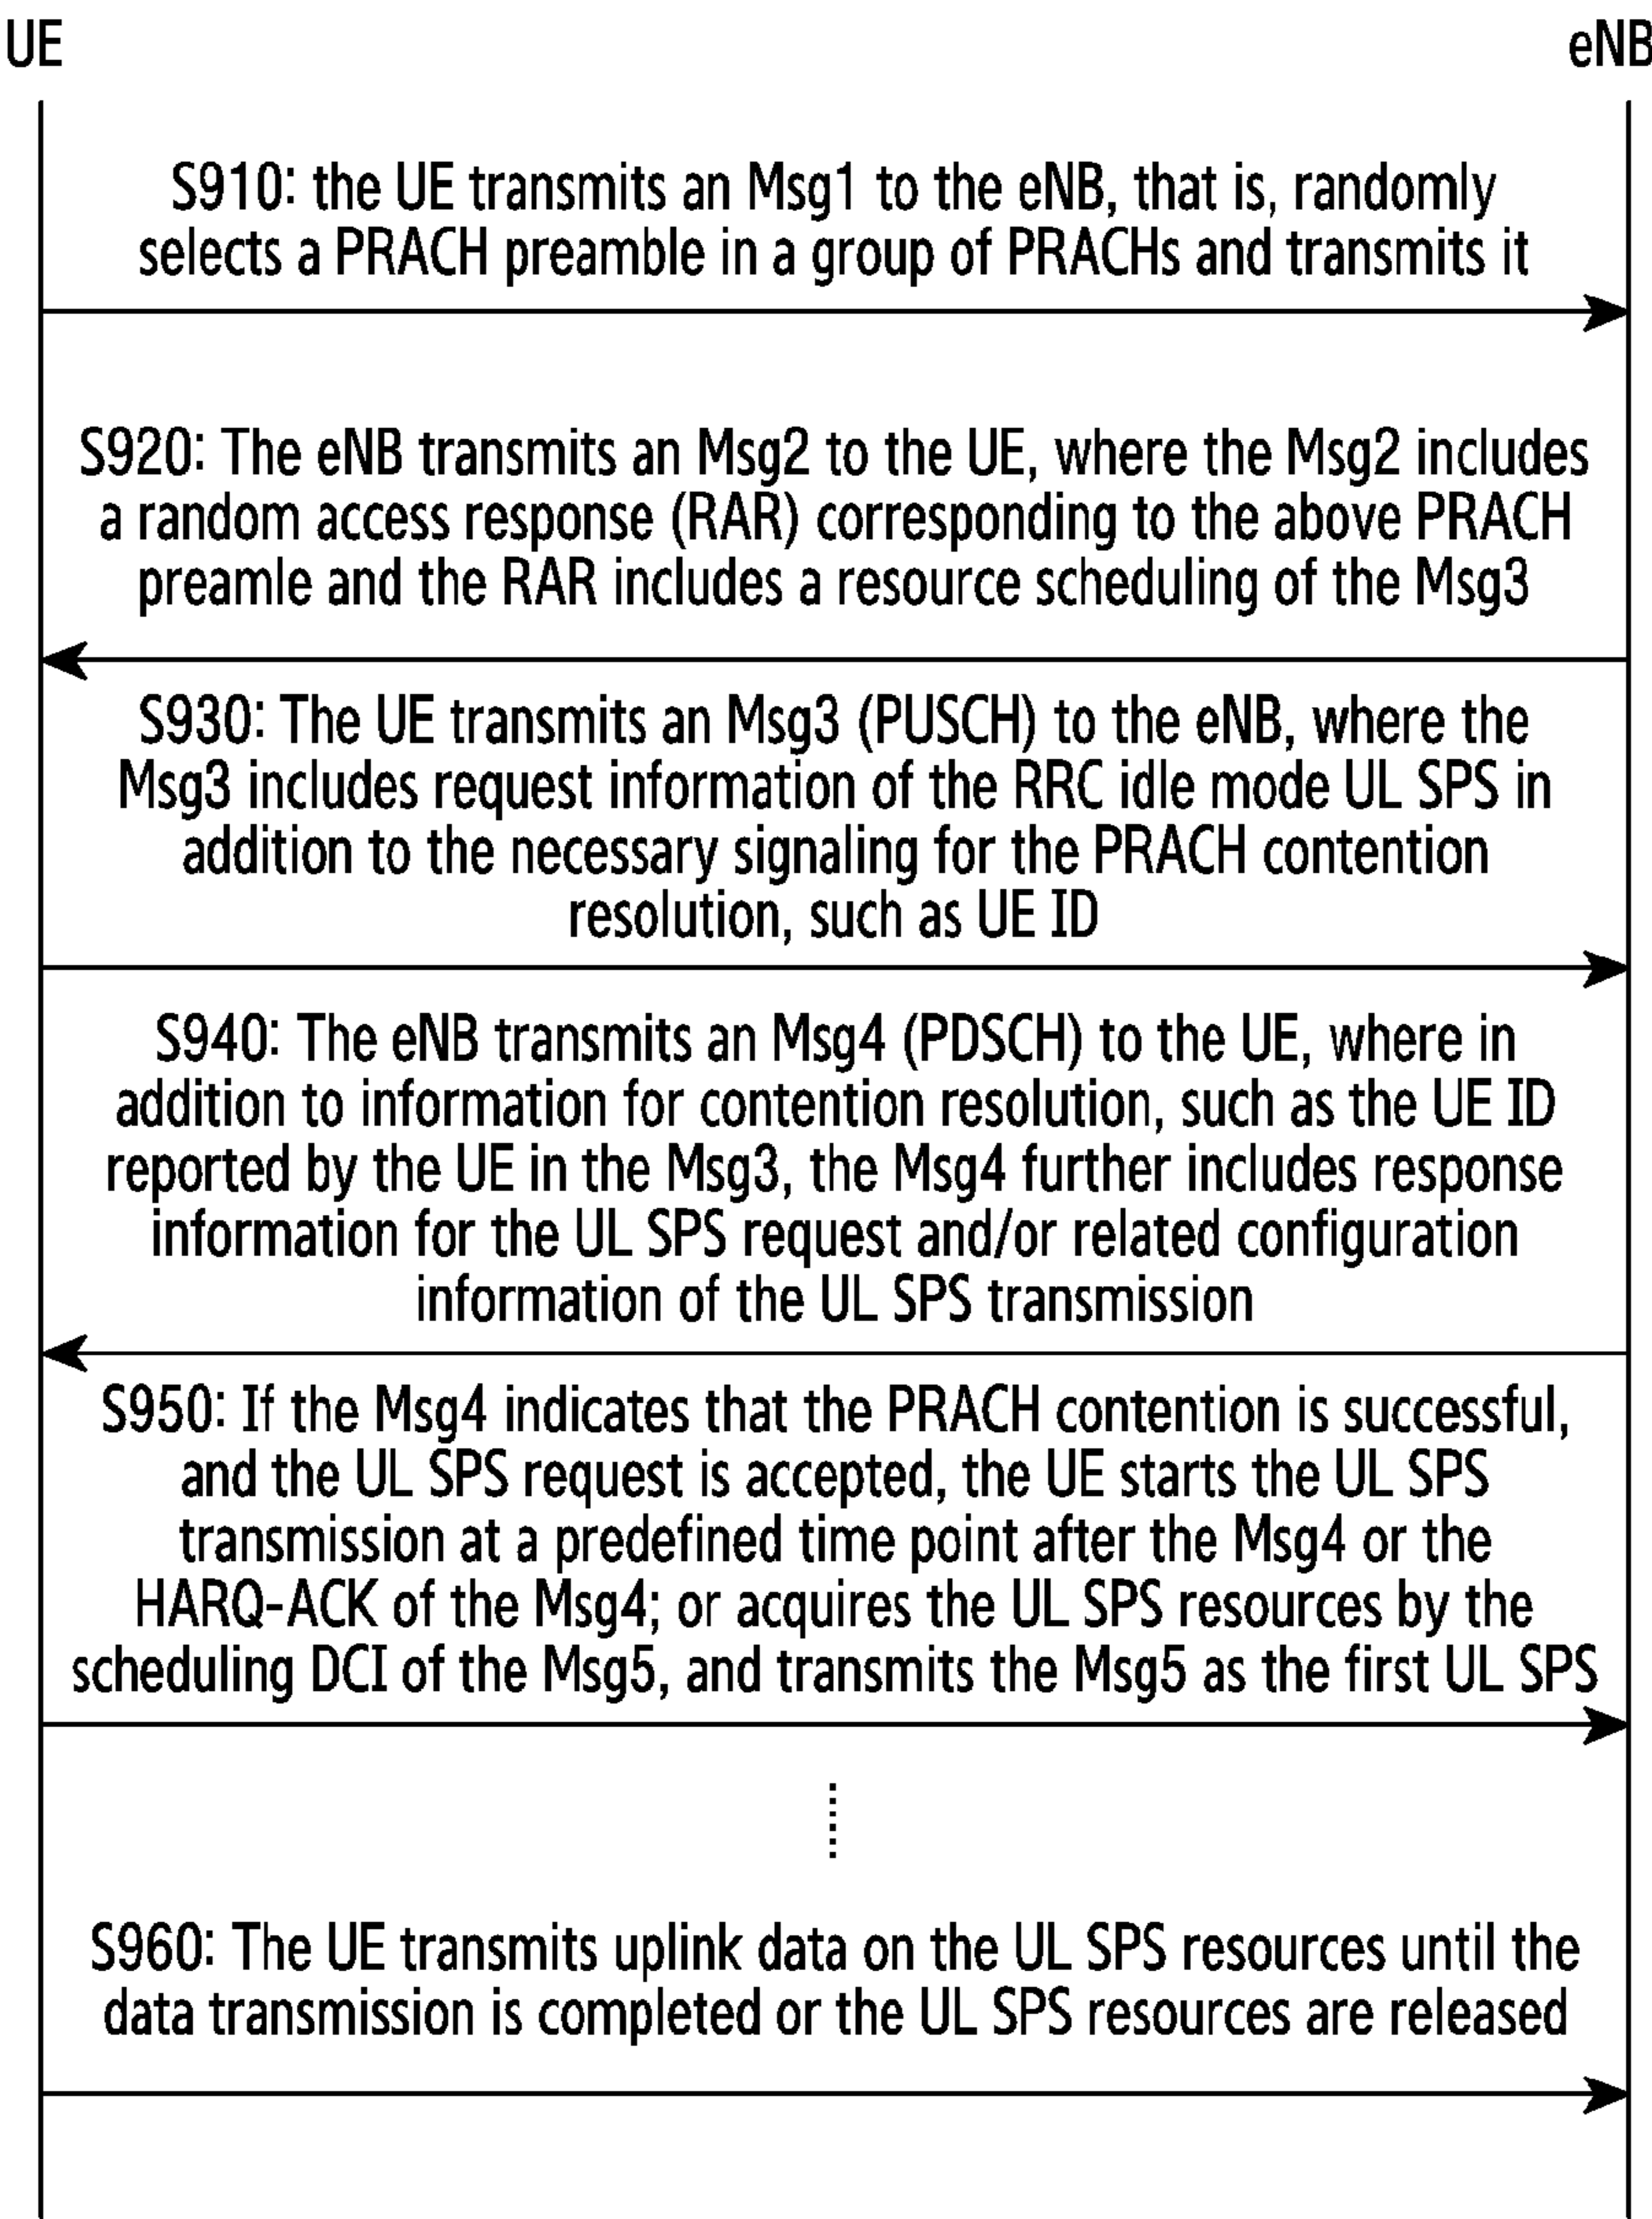 UE
eNB
S910: the UE transmits an Msg1 to the eNB, that is, randomly
selects a PRACH preamble in a group of PRACHs and transmits it
S920: The eNB transmits an Msg2 to the UE, where the Msg2 includes
a random access response (RAR) corresponding to the above PRACH
preamle and the RAR includes a resource scheduling of the Msg3
S930: The UE transmits an Msg3 (PUSCH) to the eNB, where the
Msg3 includes request information of the RRC idle mode UL SPS in
addition to the necessary signaling for the PRACH contention
resolution, such as UE ID
S940: The eNB transmits an Msg4 (PDSCH) to the UE, where in
addition to information for contention resolution, such as the UE ID
reported by the UE in the Msg3, the Msg4 further includes response
information for the UL SPS request and/or related configuration
information of the UL SPS transmission
S950: If the Msg4 indicates that the PRACH contention is successful,
and the UL SPS request is accepted, the UE starts the UL SPS
transmission at a predefined time point after the Msg4 or the
HARQ-ACK of the Msg4; or acquires the UL SPS resources by the
scheduling DCI of the Msg5, and transmits the Msg5 as the first UL SPS
S960: The UE transmits uplink data on the UL SPS resources until the
data transmission is completed or the UL SPS resources are released